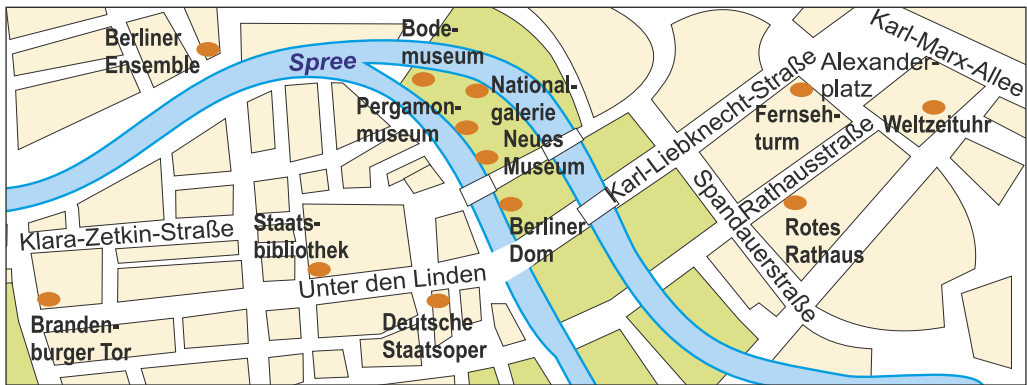 Berliner
Ensemble
Spree
Bode-
museum
National-
galerie
Pergamon-
museum
Neues
Museum
Karl-Marx-Allee
Alexander-
platz
Karl-Liebknecht-Straße
Fernseh-
turm
Weltzeituhr
Rathausstraße
Spandauerstraße
Rotes
Rathaus
Berliner
Dom
Klara-Zetkin-Straße
Staats-
bibliothek
Unter den Linden
Branden-
burger Tor
Deutsche
Staatsoper